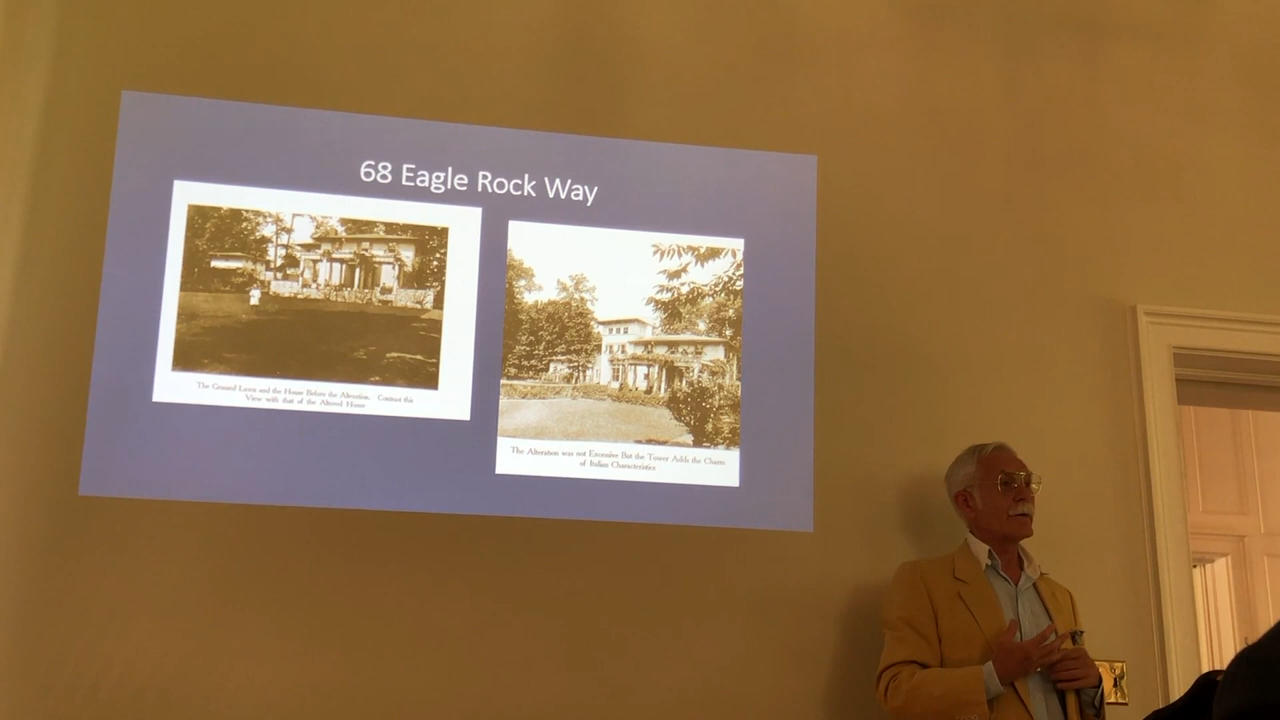 68 Eagle Rock Way
The Ground Lawn and the House Before the Alteration. Contrast this
View with that of the Altered House
The Alteration was not Excessive But the Tower Adds the Charm
of Italian Characteristics